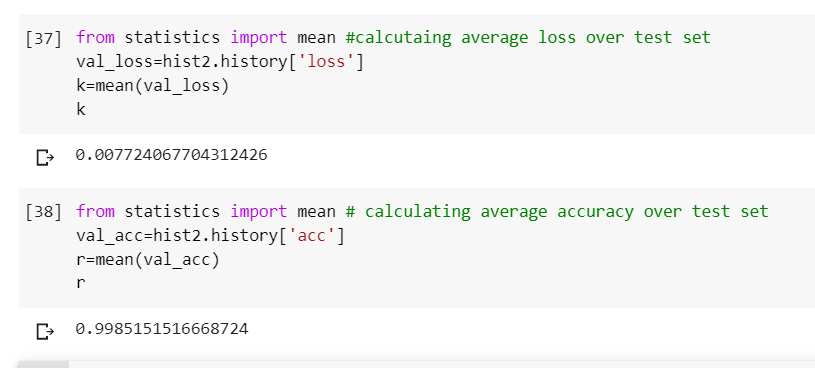 [37] from statistics import mean #calcutaing average loss over test set
val_loss=hist2.history['loss']
k=mean(val_loss)
k
0.007724067704312426
[38] from statistics import mean # calculating average accuracy over test set
val_acc=hist2.history['acc']
r=mean(val_acc)
r
0.9985151516668724